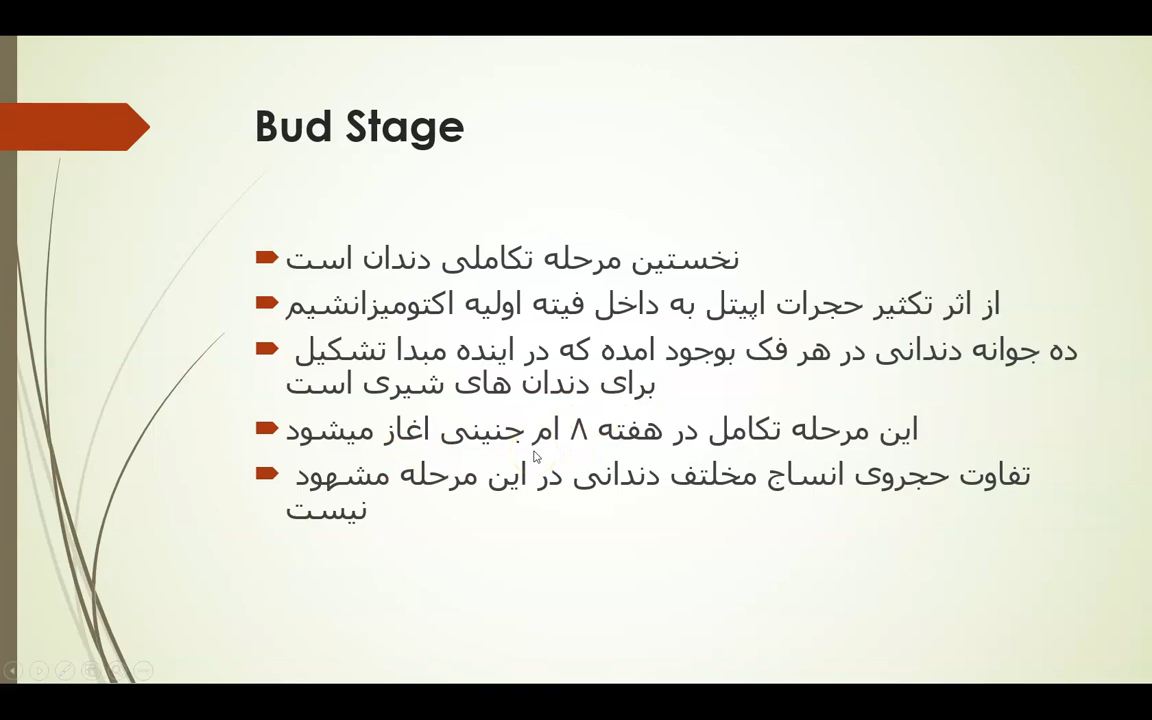 Bud Stage
نخستین مرحله تکاملی دندان است
از اثر تکثیر حجرات اپیتل به داخل فیته اولیه اکتومیزانشیم
ده جوانه دندانی در هر فک بوجود امده که در اینده مبدا تشکیل
برای دندان های شیری است
این مرحله تکامل در هفته ۸ ام جنینی اغاز میشود
تفاوت حجروی انساج مخلتف دندانی در این مرحله مشهود
نیست